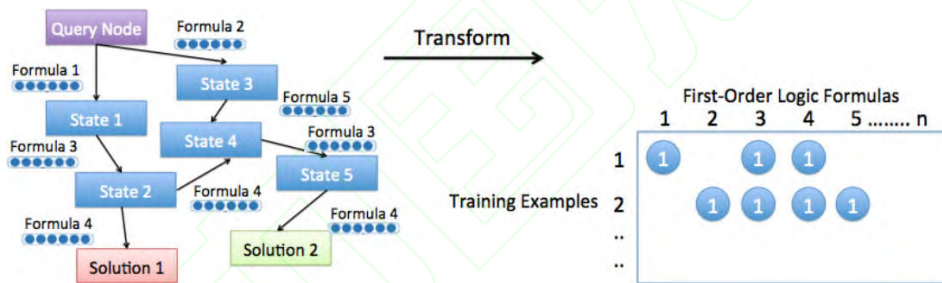 Query Node
Formula 2
Transform
Formula 1
State 3
Formula 5
State 1
Formula 3
State 4
Formula 3
State 2
Formula 4
State 5
Formula 4
Formula 4
Solution 1
Solution 2
First-Order Logic Formulas
1 2 3 4 5 ........ n
1 1 1 1
Training Examples 2 1 1 1 1
..
..